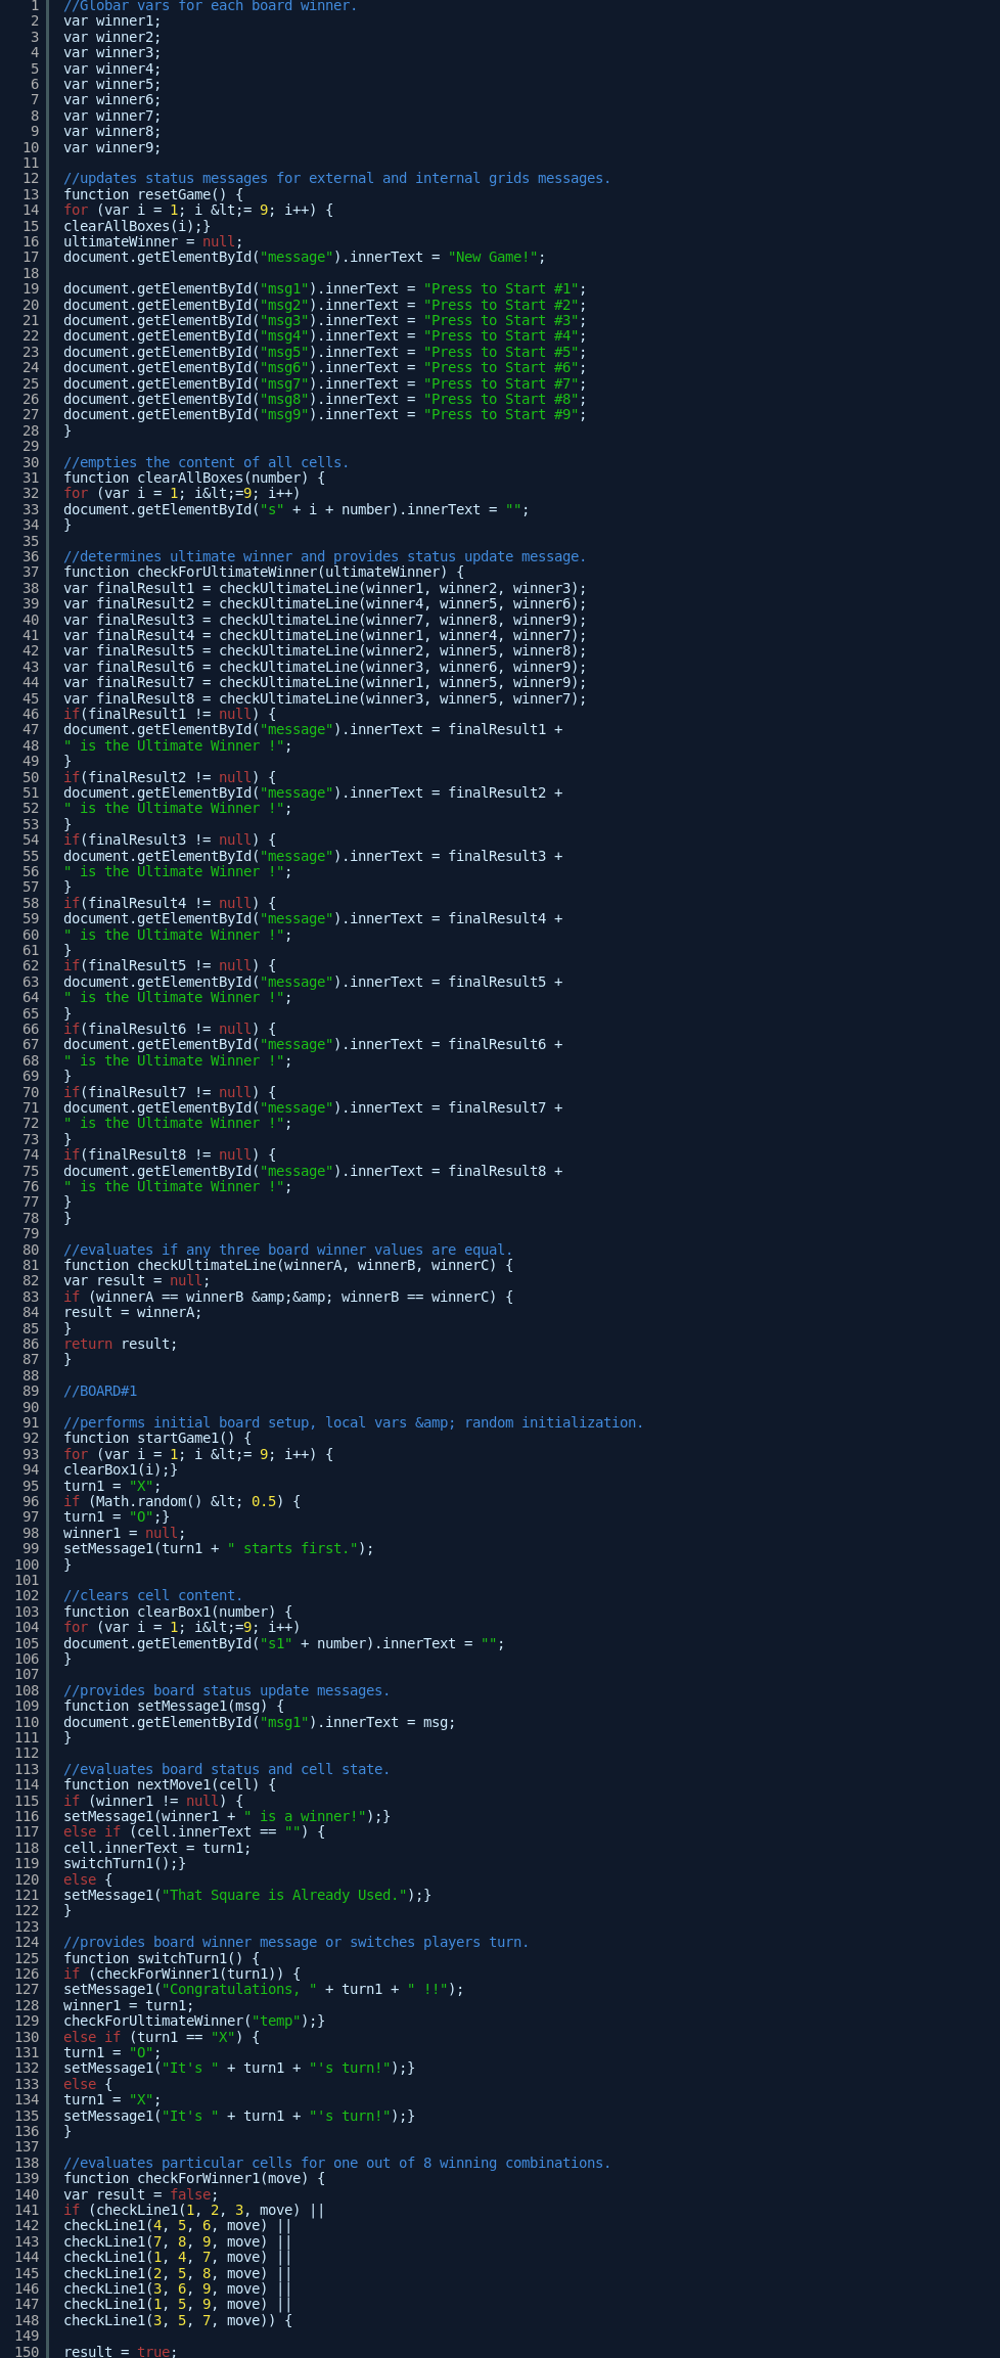 1 //Globar vars for each board winner.
2 var winner1;
3 var winner2;
4 var winner3;
5 var winner4;
6 var winner5;
7 var winner6;
8 var winner7;
9 var winner8;
10 var winner9;
11
12 //updates status messages for external and internal grids messages.
13 function resetGame() {
14 for (var i = 1; i &lt;= 9; i++) {
15 clearAllBoxes(i);}
16 ultimateWinner = null;
17 document.getElementById("message").innerText = "New Game!";
18
19 document.getElementById("msg1").innerText = "Press to Start #1";
20 document.getElementById("msg2").innerText = "Press to Start #2";
21 document.getElementById("msg3").innerText = "Press to Start #3";
22 document.getElementById("msg4").innerText = "Press to Start #4";
23 document.getElementById("msg5").innerText = "Press to Start #5";
24 document.getElementById("msg6").innerText = "Press to Start #6";
25 document.getElementById("msg7").innerText = "Press to Start #7";
26 document.getElementById("msg8").innerText = "Press to Start #8";
27 document.getElementById("msg9").innerText = "Press to Start #9";
28 }
29
30 //empties the content of all cells.
31 function clearAllBoxes(number) {
32 for (var i = 1; i&lt;=9; i++)
33 document.getElementById("s" + i + number).innerText = "";
34 }
35
36 //determines ultimate winner and provides status update message.
37 function checkForUltimateWinner(ultimateWinner) {
38 var finalResult1 = checkUltimateLine(winner1, winner2, winner3);
39 var finalResult2 = checkUltimateLine(winner4, winner5, winner6);
40 var finalResult3 = checkUltimateLine(winner7, winner8, winner9);
41 var finalResult4 = checkUltimateLine(winner1, winner4, winner7);
42 var finalResult5 = checkUltimateLine(winner2, winner5, winner8);
43 var finalResult6 = checkUltimateLine(winner3, winner6, winner9);
44 var finalResult7 = checkUltimateLine(winner1, winner5, winner9);
45 var finalResult8 = checkUltimateLine(winner3, winner5, winner7);
46 if(finalResult1 != null) {
47 document.getElementById("message").innerText = finalResult1 +
48 " is the Ultimate Winner !";
49 }
50 if(finalResult2 != null) {
51 document.getElementById("message").innerText = finalResult2 +
52 " is the Ultimate Winner !";
53 }
54 if(finalResult3 != null) {
55 document.getElementById("message").innerText = finalResult3 +
56 " is the Ultimate Winner !";
57 }
58 if(finalResult4 != null) {
59 document.getElementById("message").innerText = finalResult4 +
60 " is the Ultimate Winner !";
61 }
62 if(finalResult5 != null) {
63 document.getElementById("message").innerText = finalResult5 +
64 " is the Ultimate Winner !";
65 }
66 if(finalResult6 != null) {
67 document.getElementById("message").innerText = finalResult6 +
68 " is the Ultimate Winner !";
69 }
70 if(finalResult7 != null) {
71 document.getElementById("message").innerText = finalResult7 +
72 " is the Ultimate Winner !";
73 }
74 if(finalResult8 != null) {
75 document.getElementById("message").innerText = finalResult8 +
76 " is the Ultimate Winner !";
77 }
78 }
79
80 //evaluates if any three board winner values are equal.
81 function checkUltimateLine(winnerA, winnerB, winnerC) {
82 var result = null;
83 if (winnerA == winnerB &amp;&amp; winnerB == winnerC) {
84 result = winnerA;
85 }
86 return result;
87 }
88
89 //BOARD#1
90
91 //performs initial board setup, local vars &amp; random initialization.
92 function startGame1() {
93 for (var i = 1; i &lt;= 9; i++) {
94 clearBox1(i);}
95 turn1 = "X";
96 if (Math.random() &lt; 0.5) {
97 turn1 = "O";}
98 winner1 = null;
99 setMessage1(turn1 + " starts first.");
100 }
101
102 //clears cell content.
103 function clearBox1(number) {
104 for (var i = 1; i&lt;=9; i++)
105 document.getElementById("s1" + number).innerText = "";
106 }
107
108 //provides board status update messages.
109 function setMessage1(msg) {
110 document.getElementById("msg1").innerText = msg;
111 }
112
113 //evaluates board status and cell state.
114 function nextMove1(cell) {
115 if (winner1 != null) {
116 setMessage1(winner1 + " is a winner!");}
117 else if (cell.innerText == "") {
118 cell.innerText = turn1;
119 switchTurn1();}
120 else {
121 setMessage1("That Square is Already Used.");}
122 }
123
124 //provides board winner message or switches players turn.
125 function switchTurn1() {
126 if (checkForWinner1(turn1)) {
127 setMessage1("Congratulations, " + turn1 + " !!");
128 winner1 = turn1;
129 checkForUltimateWinner("temp");}
130 else if (turn1 == "X") {
131 turn1 = "O";
132 setMessage1("It's " + turn1 + "'s turn!");}
133 else {
134 turn1 = "X";
135 setMessage1("It's " + turn1 + "'s turn!");}
136 }
137
138 //evaluates particular cells for one out of 8 winning combinations.
139 function checkForWinner1(move) {
140 var result = false;
141 if (checkLine1(1, 2, 3, move) ||
142 checkLine1(4, 5, 6, move) ||
143 checkLine1(7, 8, 9, move) ||
144 checkLine1(1, 4, 7, move) ||
145 checkLine1(2, 5, 8, move) ||
146 checkLine1(3, 6, 9, move) ||
147 checkLine1(1, 5, 9, move) ||
148 checkLine1(3, 5, 7, move)) {
149
150 result = true;